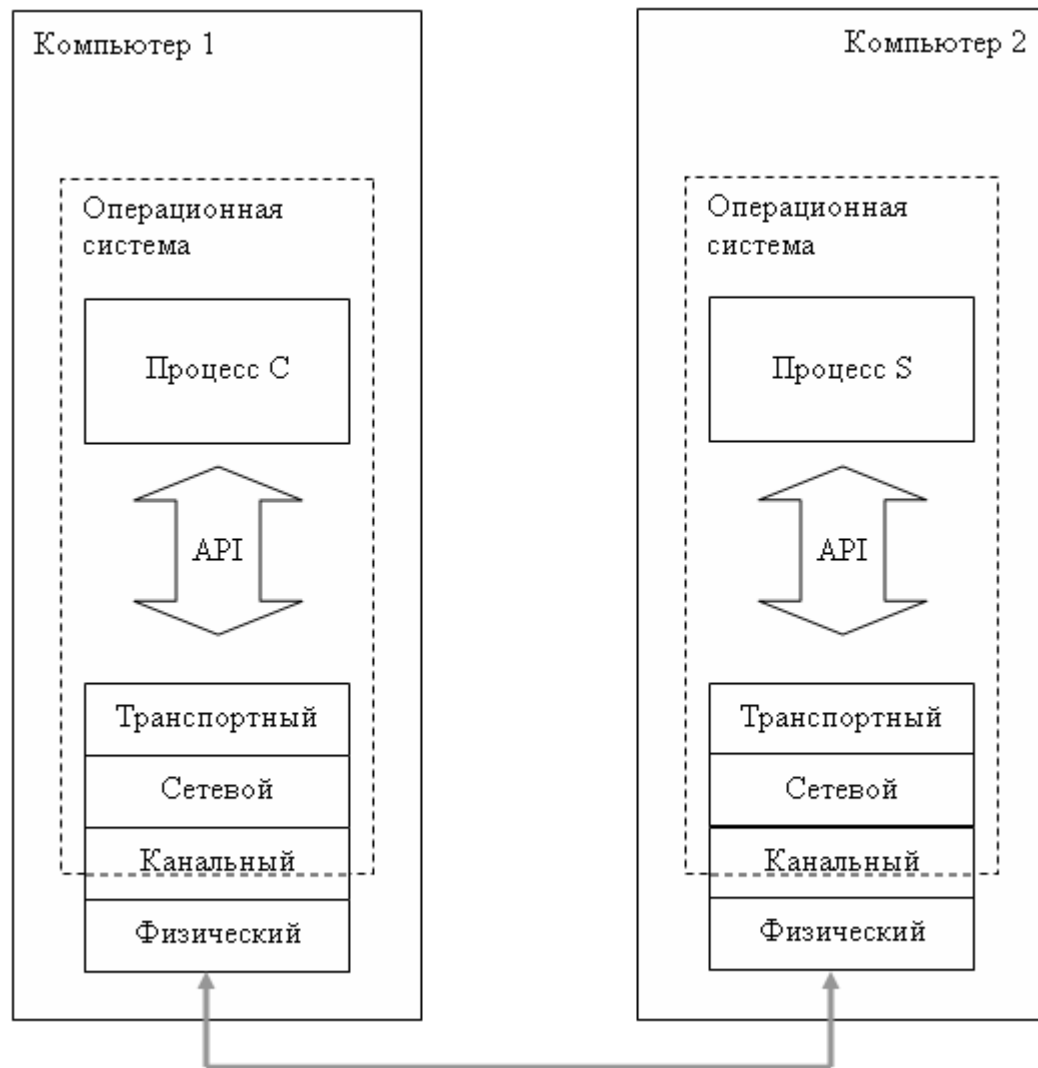 Компьютер 1
Операционная
система
Процесс C
API
Транспортный
Сетевой
Канальный
Физический
Компьютер 2
Операционная
система
Процесс S
API
Транспортный
Сетевой
Канальный
Физический